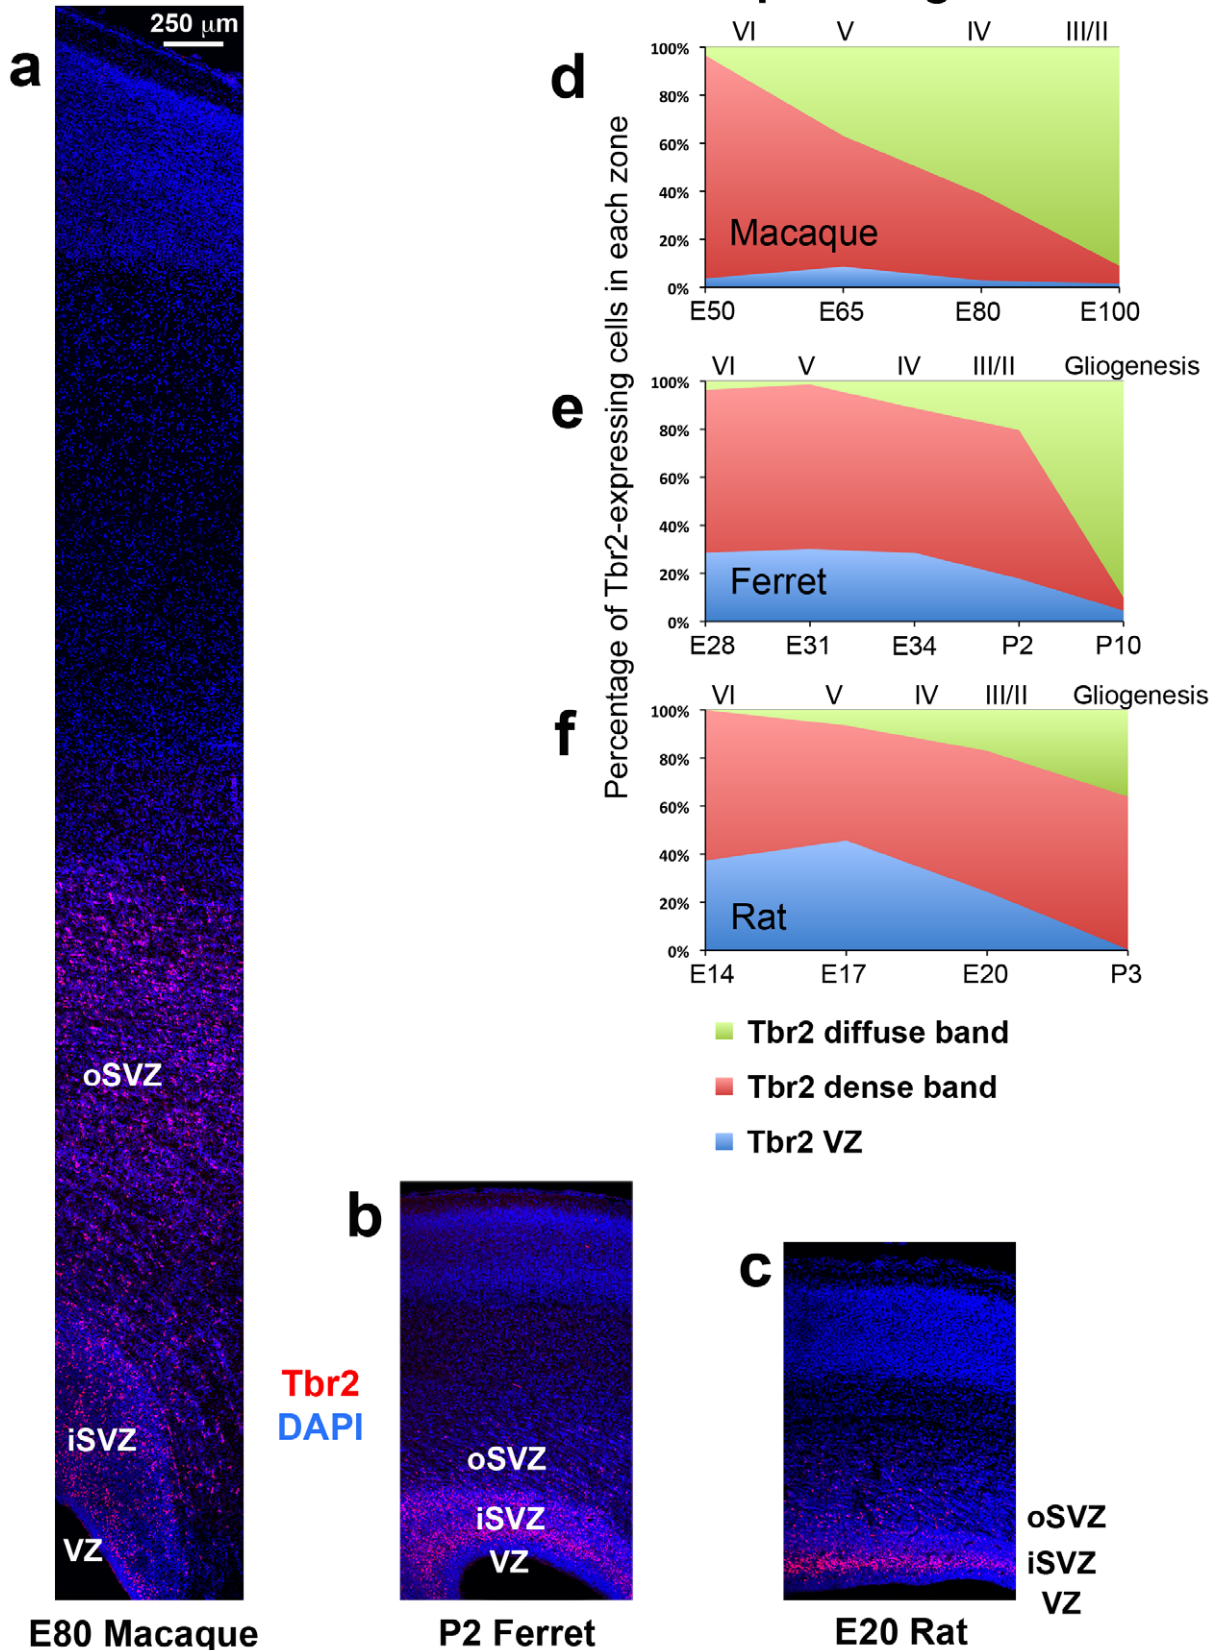 250 μm
a
oSVZ
iSVZ
VZ
E80 Macaque
Tbr2
DAPI
b
oSVZ
iSVZ
VZ
P2 Ferret
c
oSVZ
iSVZ
VZ
E20 Rat
Percentage of Tbr2-expressing cells in each zone
d
VI V IV III/II
100%
80%
60%
40%
20%
0%
Macaque
E50 E65 E80 E100
e
VI V IV III/II Gliogenesis
100%
80%
60%
40%
20%
0%
Ferret
E28 E31 E34 P2 P10
f
VI V IV III/II Gliogenesis
100%
80%
60%
40%
20%
0%
Rat
E14 E17 E20 P3
Tbr2 diffuse band
Tbr2 dense band
Tbr2 VZ